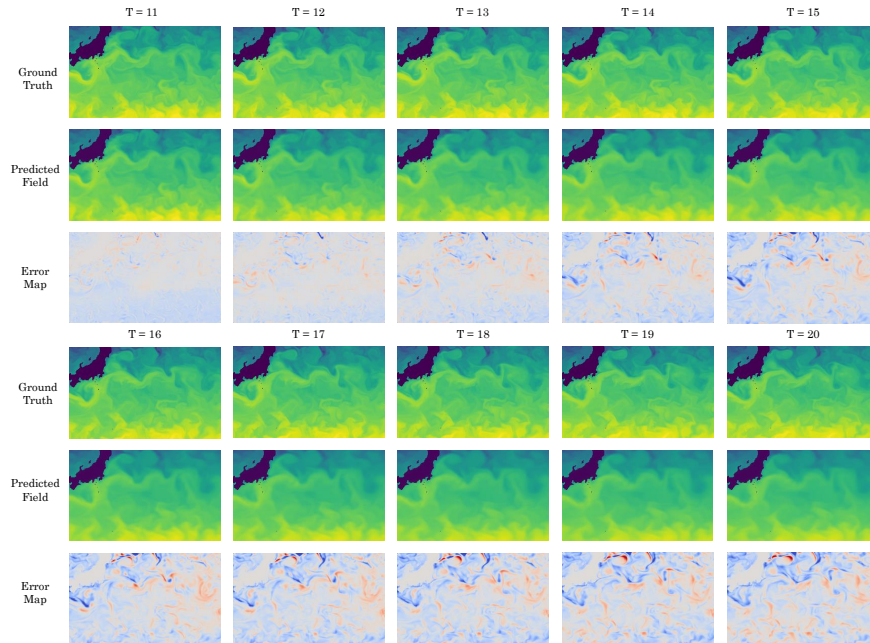 T = 11 T = 12 T = 13 T = 14 T = 15
Ground
Truth
Predicted
Field
Error
Map
T = 16 T = 17 T = 18 T = 19 T = 20
Ground
Truth
Predicted
Field
Error
Map